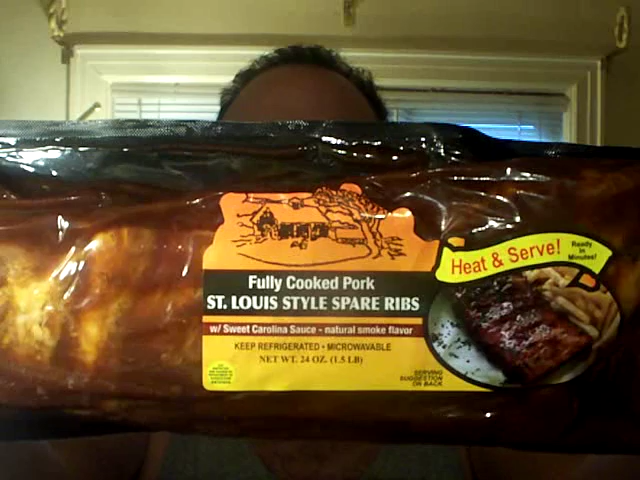 Heat & Serve!
Ready
In
Minutes!
Fully Cooked Pork
ST. LOUIS STYLE SPARE RIBS
w/ Sweet Carolina Sauce - natural smoke flavor
KEEP REFRIGERATED • MICROWAVABLE
NET WT. 24 OZ. (1.5 LB)
SERVING
SUGGESTION
ON BACK